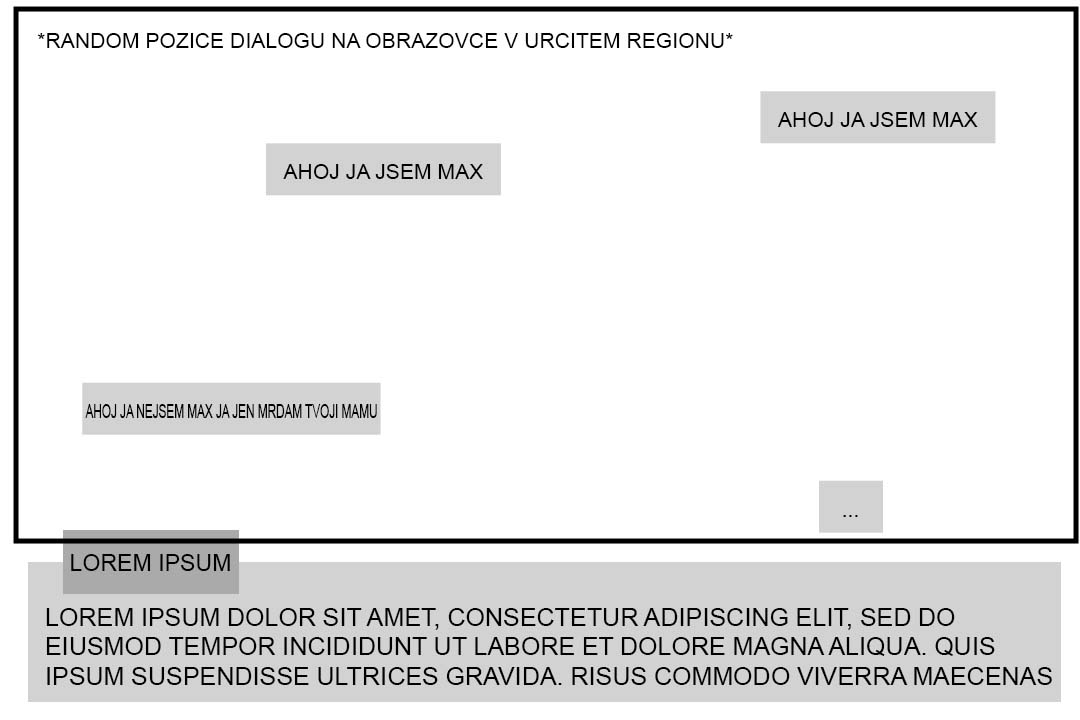 *RANDOM POZICE DIALOGU NA OBRAZOVCE V URCITEM REGIONU*
AHOJ JA JSEM MAX
AHOJ JA JSEM MAX
AHOJ JA NEJSEM MAX JA JEN MRDAM TVOJI MAMU
...
LOREM IPSUM
LOREM IPSUM DOLOR SIT AMET, CONSECTETUR ADIPISCING ELIT, SED DO
EIUSMOD TEMPOR INCIDIDUNT UT LABORE ET DOLORE MAGNA ALIQUA. QUIS
IPSUM SUSPENDISSE ULTRICES GRAVIDA. RISUS COMMODO VIVERRA MAECENAS